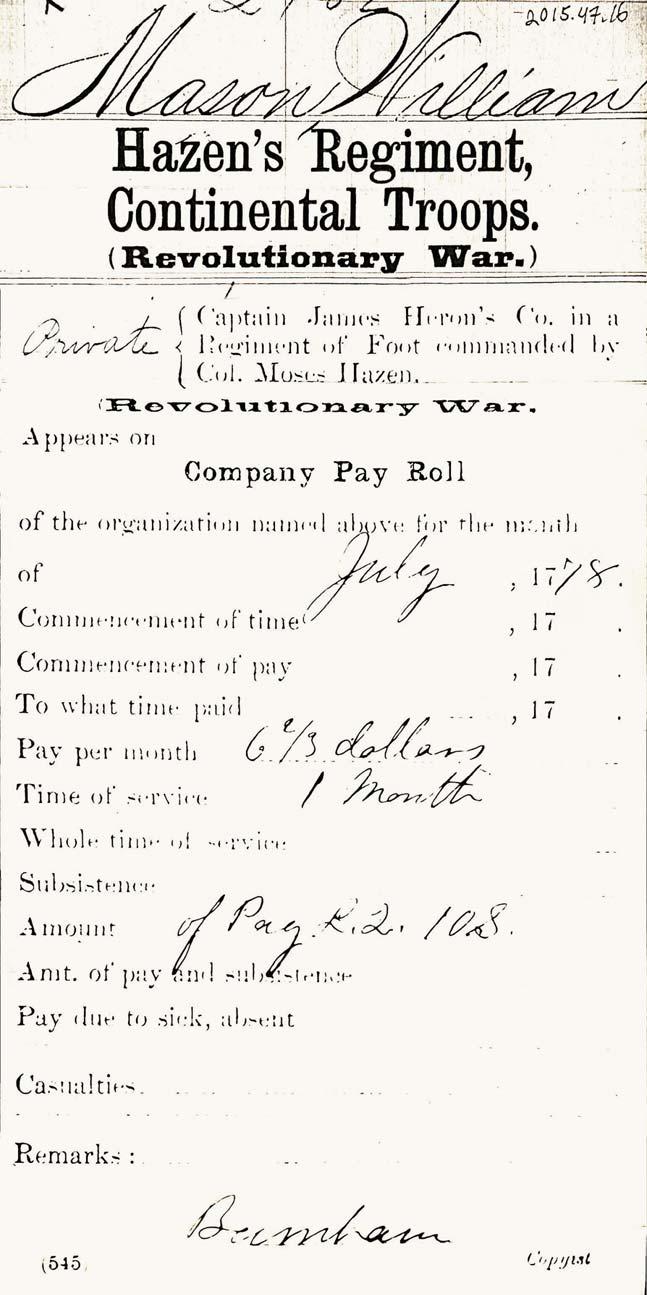 2015.47.16
Mason, William
Hazen's Regiment,
Continental Troops.
(Revolutionary War.)
Private { Captain James Heron's Co. in a
Regiment of Foot commanded by
Col. Moses Hazen.
(Revolutionary War.
Appears on
Company Pay Roll
of the organization named above for the month
of July , 1778.
Commencement of time , 17 .
Commencement of pay , 17 .
To what time paid , 17 .
Pay per month 6 2/3 dollars
Time of service 1 Month
Whole time of service
Subsistence
Amount of Pay £.2. 10S.
Amt. of pay and subsistence
Pay due to sick, absent
Casualties.
Remarks :
Burnham
(545) Copyist